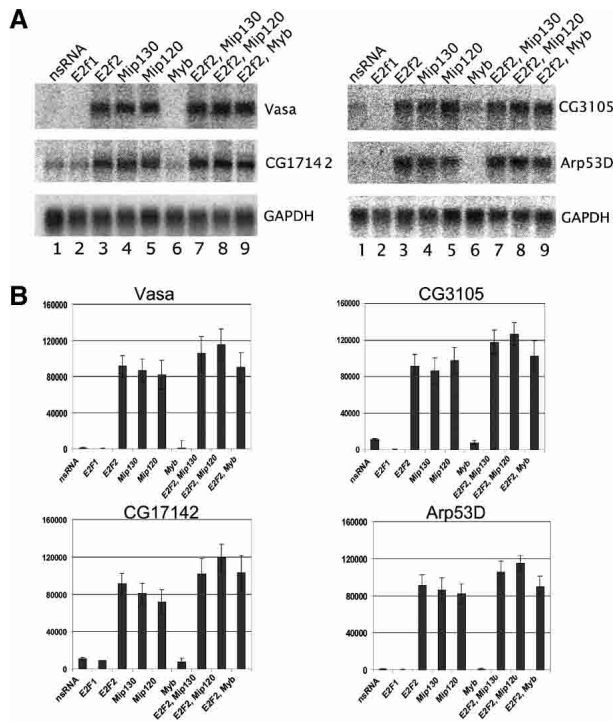 A
nsRNA E2f1 E2f2 Mip130 Mip120 Myb E2f2, Mip130 E2f2, Mip120 E2f2, Myb
Vasa
CG17142
GAPDH
1 2 3 4 5 6 7 8 9
nsRNA E2f1 E2f2 Mip130 Mip120 Myb E2f2, Mip130 E2f2, Mip120 E2f2, Myb
CG3105
Arp53D
GAPDH
1 2 3 4 5 6 7 8 9
B
Vasa
160000
120000
80000
40000
0
nsRNA E2F1 E2F2 Mip130 Mip120 Myb E2F2, Mip130 E2F2, Mip120 E2F2, Myb
CG3105
160000
120000
80000
40000
0
nsRNA E2F1 E2F2 Mip130 Mip120 Myb E2F2, Mip130 E2F2, Mip120 E2F2, Myb
CG17142
160000
120000
80000
40000
0
nsRNA E2F1 E2F2 Mip130 Mip120 Myb E2F2, Mip130 E2F2, Mip120 E2F2, Myb
Arp53D
160000
120000
80000
40000
0
nsRNA E2F1 E2F2 Mip130 Mip120 Myb E2F2, Mip130 E2F2, Mip120 E2F2, Myb